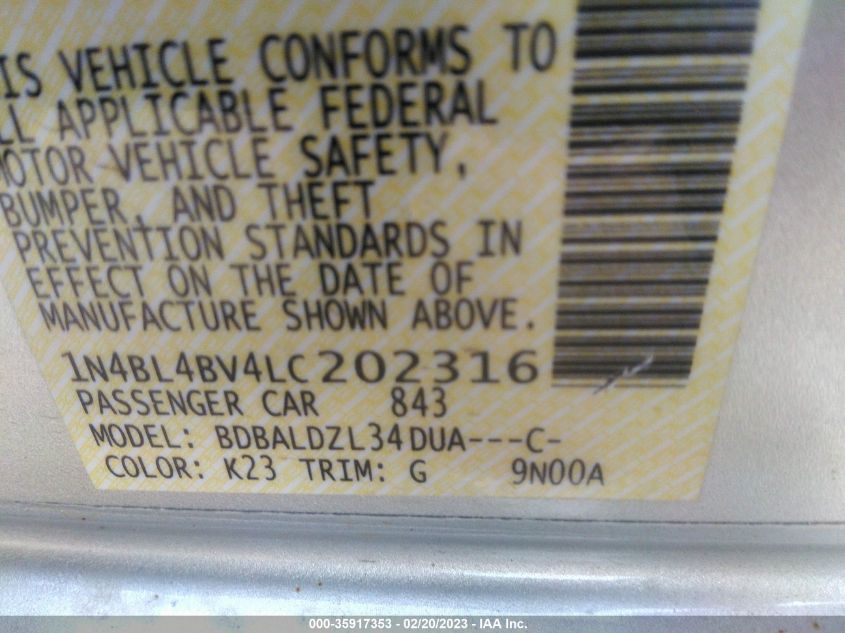 IS VEHICLE CONFORMS TO
LL APPLICABLE FEDERAL
MOTOR VEHICLE SAFETY,
BUMPER, AND THEFT
PREVENTION STANDARDS IN
EFFECT ON THE DATE OF
MANUFACTURE SHOWN ABOVE.
1N4BL4BV4LC202316
PASSENGER CAR 843
MODEL: BDBALDZL34DUA---C-
COLOR: K23 TRIM: G 9N00A
000-35917353 - 02/20/2023 - IAA Inc.